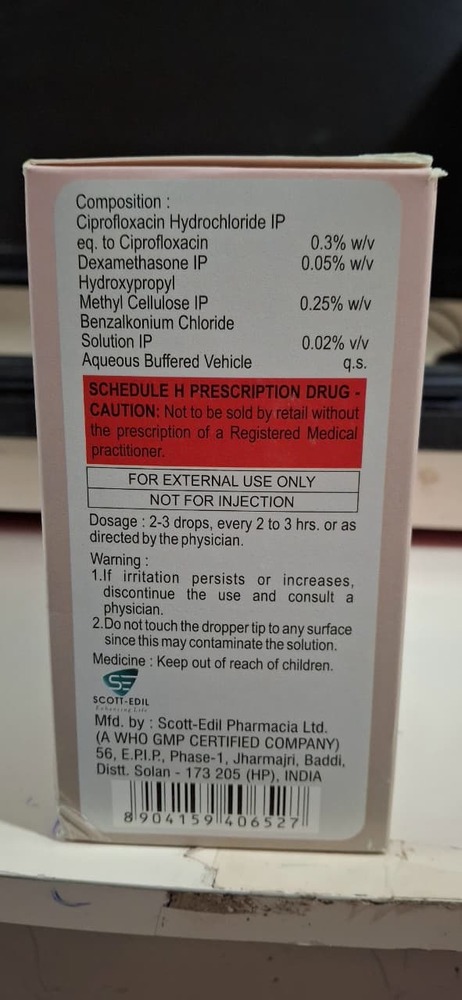 Composition :
Ciprofloxacin Hydrochloride IP
eq. to Ciprofloxacin 0.3% w/v
Dexamethasone IP 0.05% w/v
Hydroxypropyl
Methyl Cellulose IP 0.25% w/v
Benzalkonium Chloride
Solution IP 0.02% v/v
Aqueous Buffered Vehicle q.s.
SCHEDULE H PRESCRIPTION DRUG -
CAUTION: Not to be sold by retail without
the prescription of a Registered Medical
practitioner.
FOR EXTERNAL USE ONLY
NOT FOR INJECTION
Dosage : 2-3 drops, every 2 to 3 hrs. or as
directed by the physician.
Warning :
1.If irritation persists or increases,
discontinue the use and consult a
physician.
2.Do not touch the dropper tip to any surface
since this may contaminate the solution.
Medicine : Keep out of reach of children.
SE
SCOTT-EDIL
Enhancing Life
Mfd. by : Scott-Edil Pharmacia Ltd.
(A WHO GMP CERTIFIED COMPANY)
56, E.P.I.P., Phase-1, Jharmajri, Baddi,
Distt. Solan - 173 205 (HP), INDIA
8 904159 406527